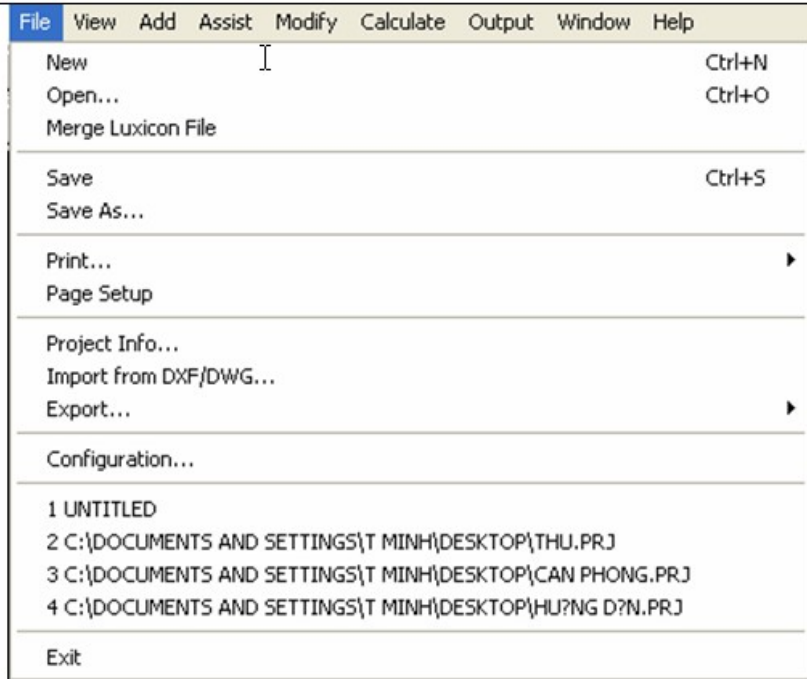 File View Add Assist Modify Calculate Output Window Help
New Ctrl+N
Open... Ctrl+O
Merge Luxicon File
Save Ctrl+S
Save As...
Print...
Page Setup
Project Info...
Import from DXF/DWG...
Export...
Configuration...
1 UNTITLED
2 C:\DOCUMENTS AND SETTINGS\T MINH\DESKTOP\THU.PRJ
3 C:\DOCUMENTS AND SETTINGS\T MINH\DESKTOP\CAN PHONG.PRJ
4 C:\DOCUMENTS AND SETTINGS\T MINH\DESKTOP\HU?NG D?N.PRJ
Exit